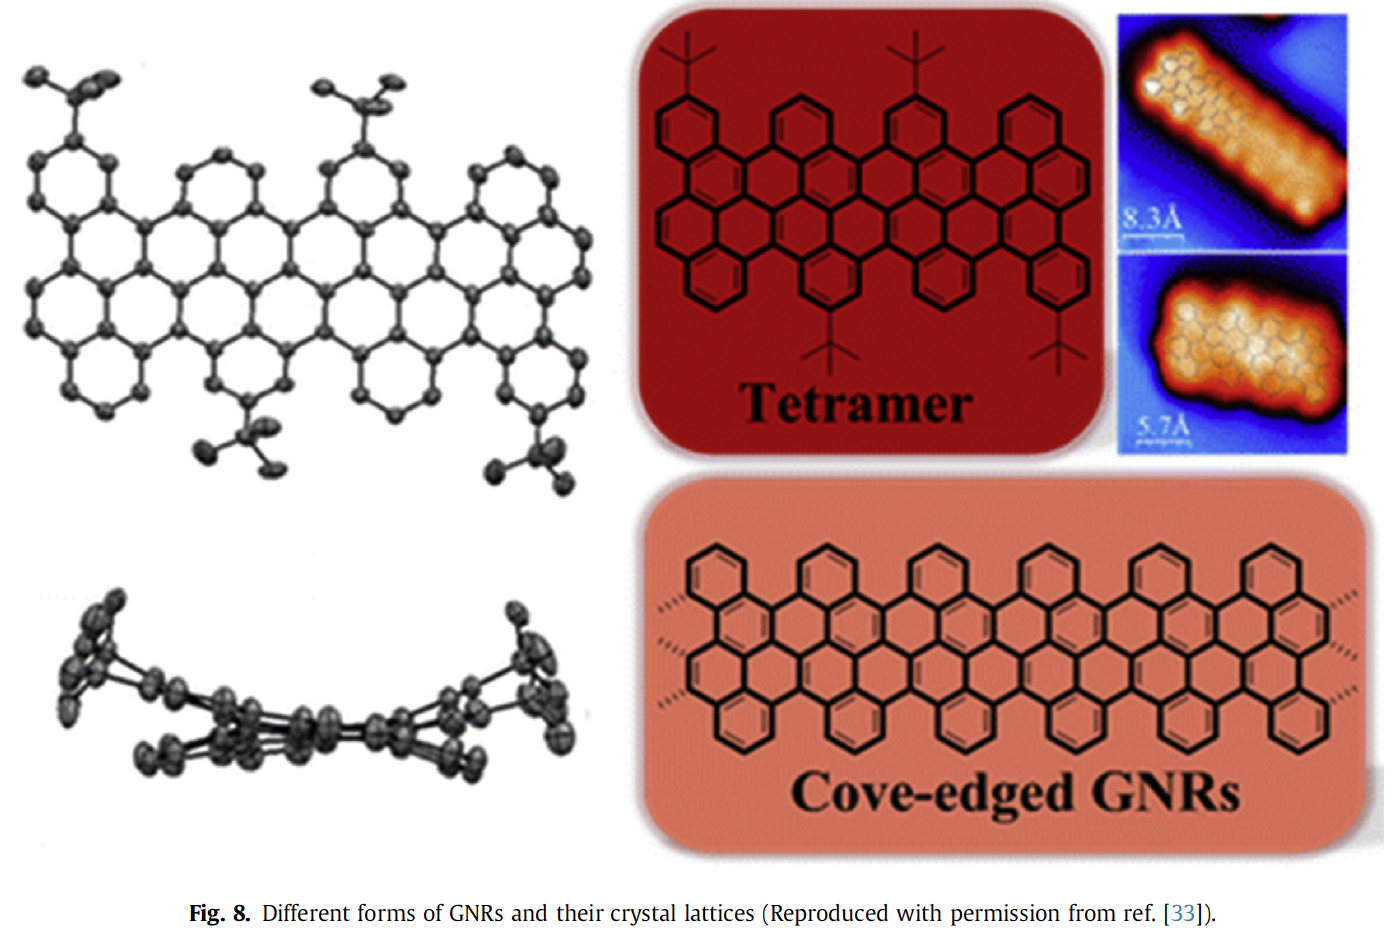 8.3Å
5.7Å
Tetramer
Cove-edged GNRs
Fig. 8. Different forms of GNRs and their crystal lattices (Reproduced with permission from ref. [33]).